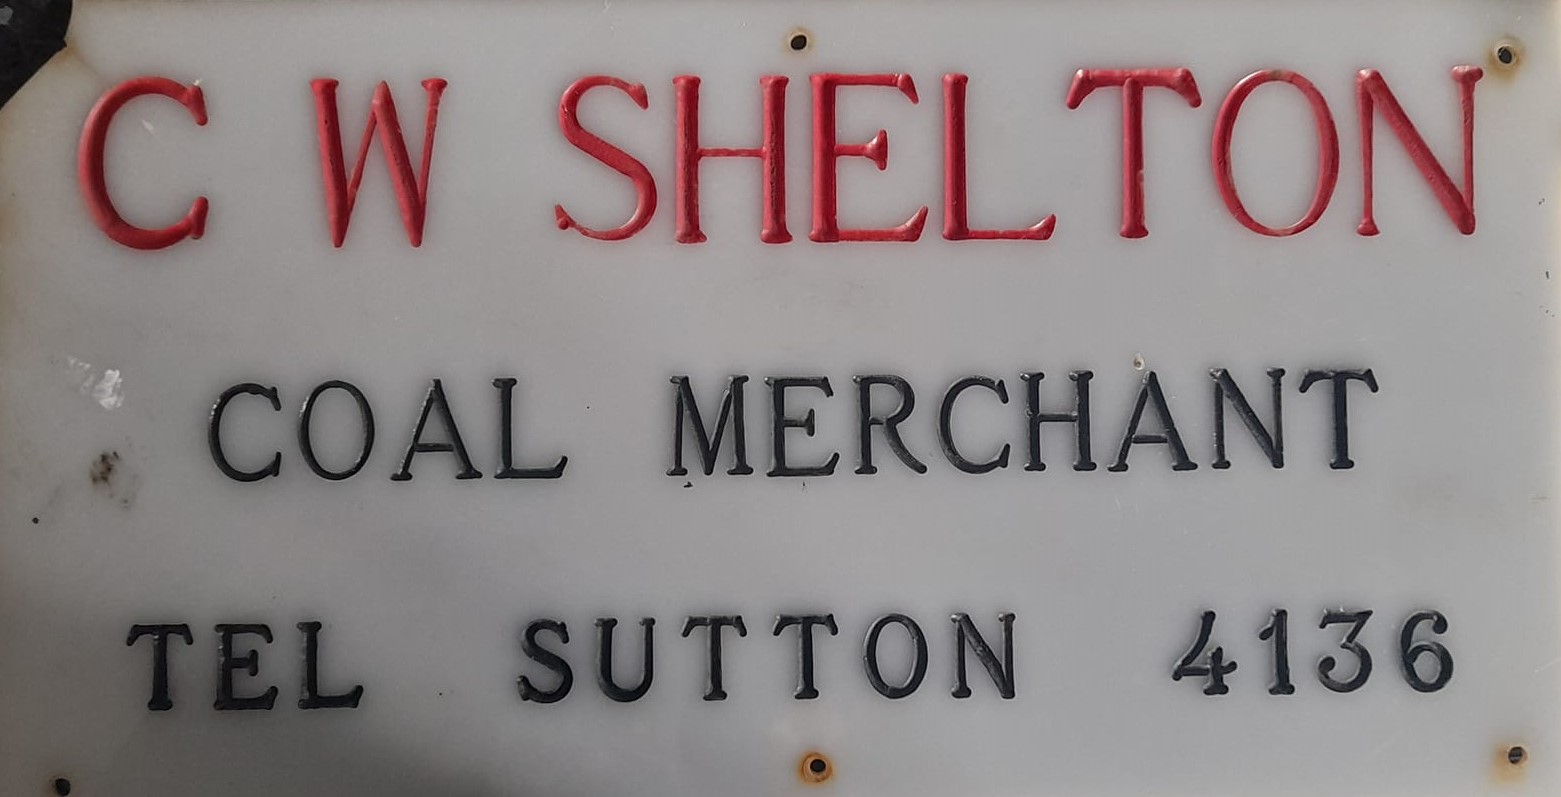 C W SHELTON
COAL MERCHANT
TEL SUTTON 4136